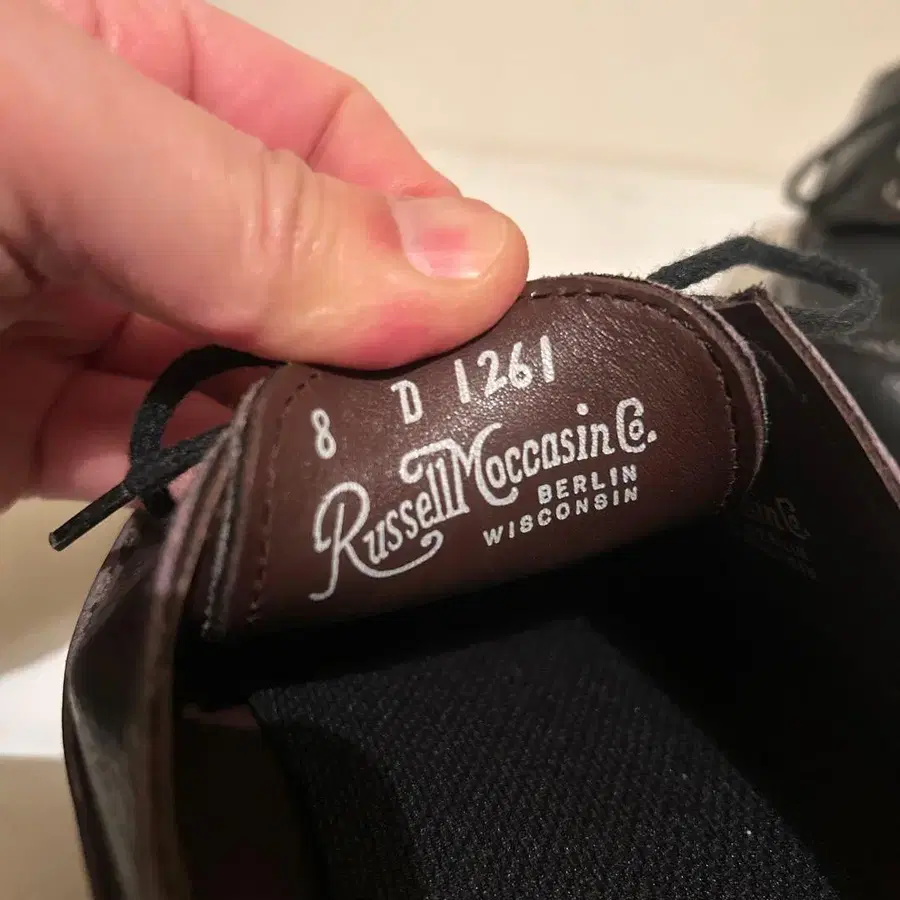 8 D 1261
Russell Moccasin Co.
BERLIN
WISCONSIN